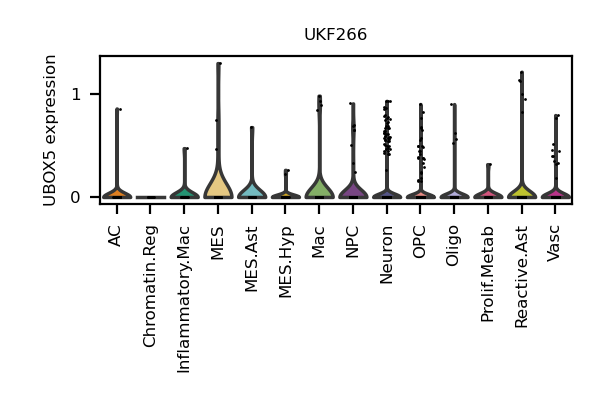 UKF266
UBOX5 expression
1
0
AC
Chromatin.Reg
Inflammatory.Mac
MES
MES.Ast
MES.Hyp
Mac
NPC
Neuron
OPC
Oligo
Prolif.Metab
Reactive.Ast
Vasc